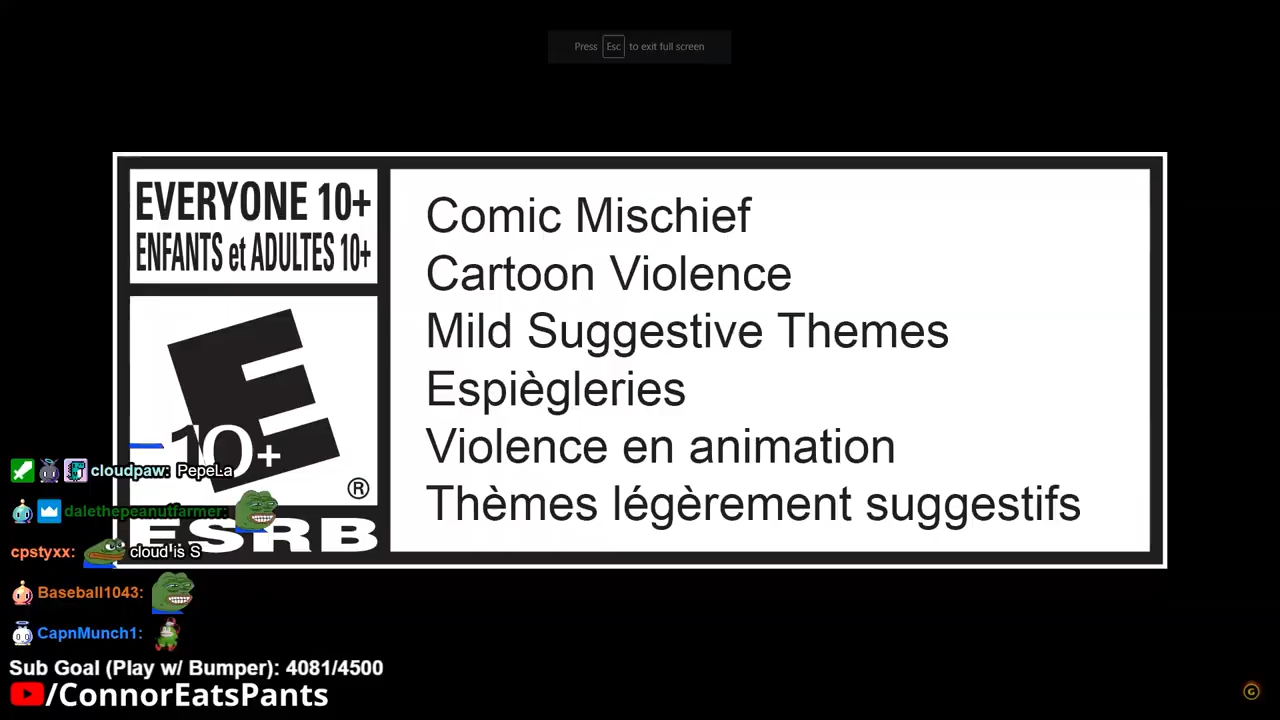 Press Esc to exit full screen
EVERYONE 10+
ENFANTS et ADULTES 10+
Comic Mischief
Cartoon Violence
Mild Suggestive Themes
Espiègleries
Violence en animation
Thèmes légèrement suggestifs
E
10+
®
ESRB
cloudpaw: PepeLa
dalethepeanutfarmer:
cpstyxx: cloud is S
Baseball1043:
CapnMunch1:
Sub Goal (Play w/ Bumper): 4081/4500
/ConnorEatsPants
G